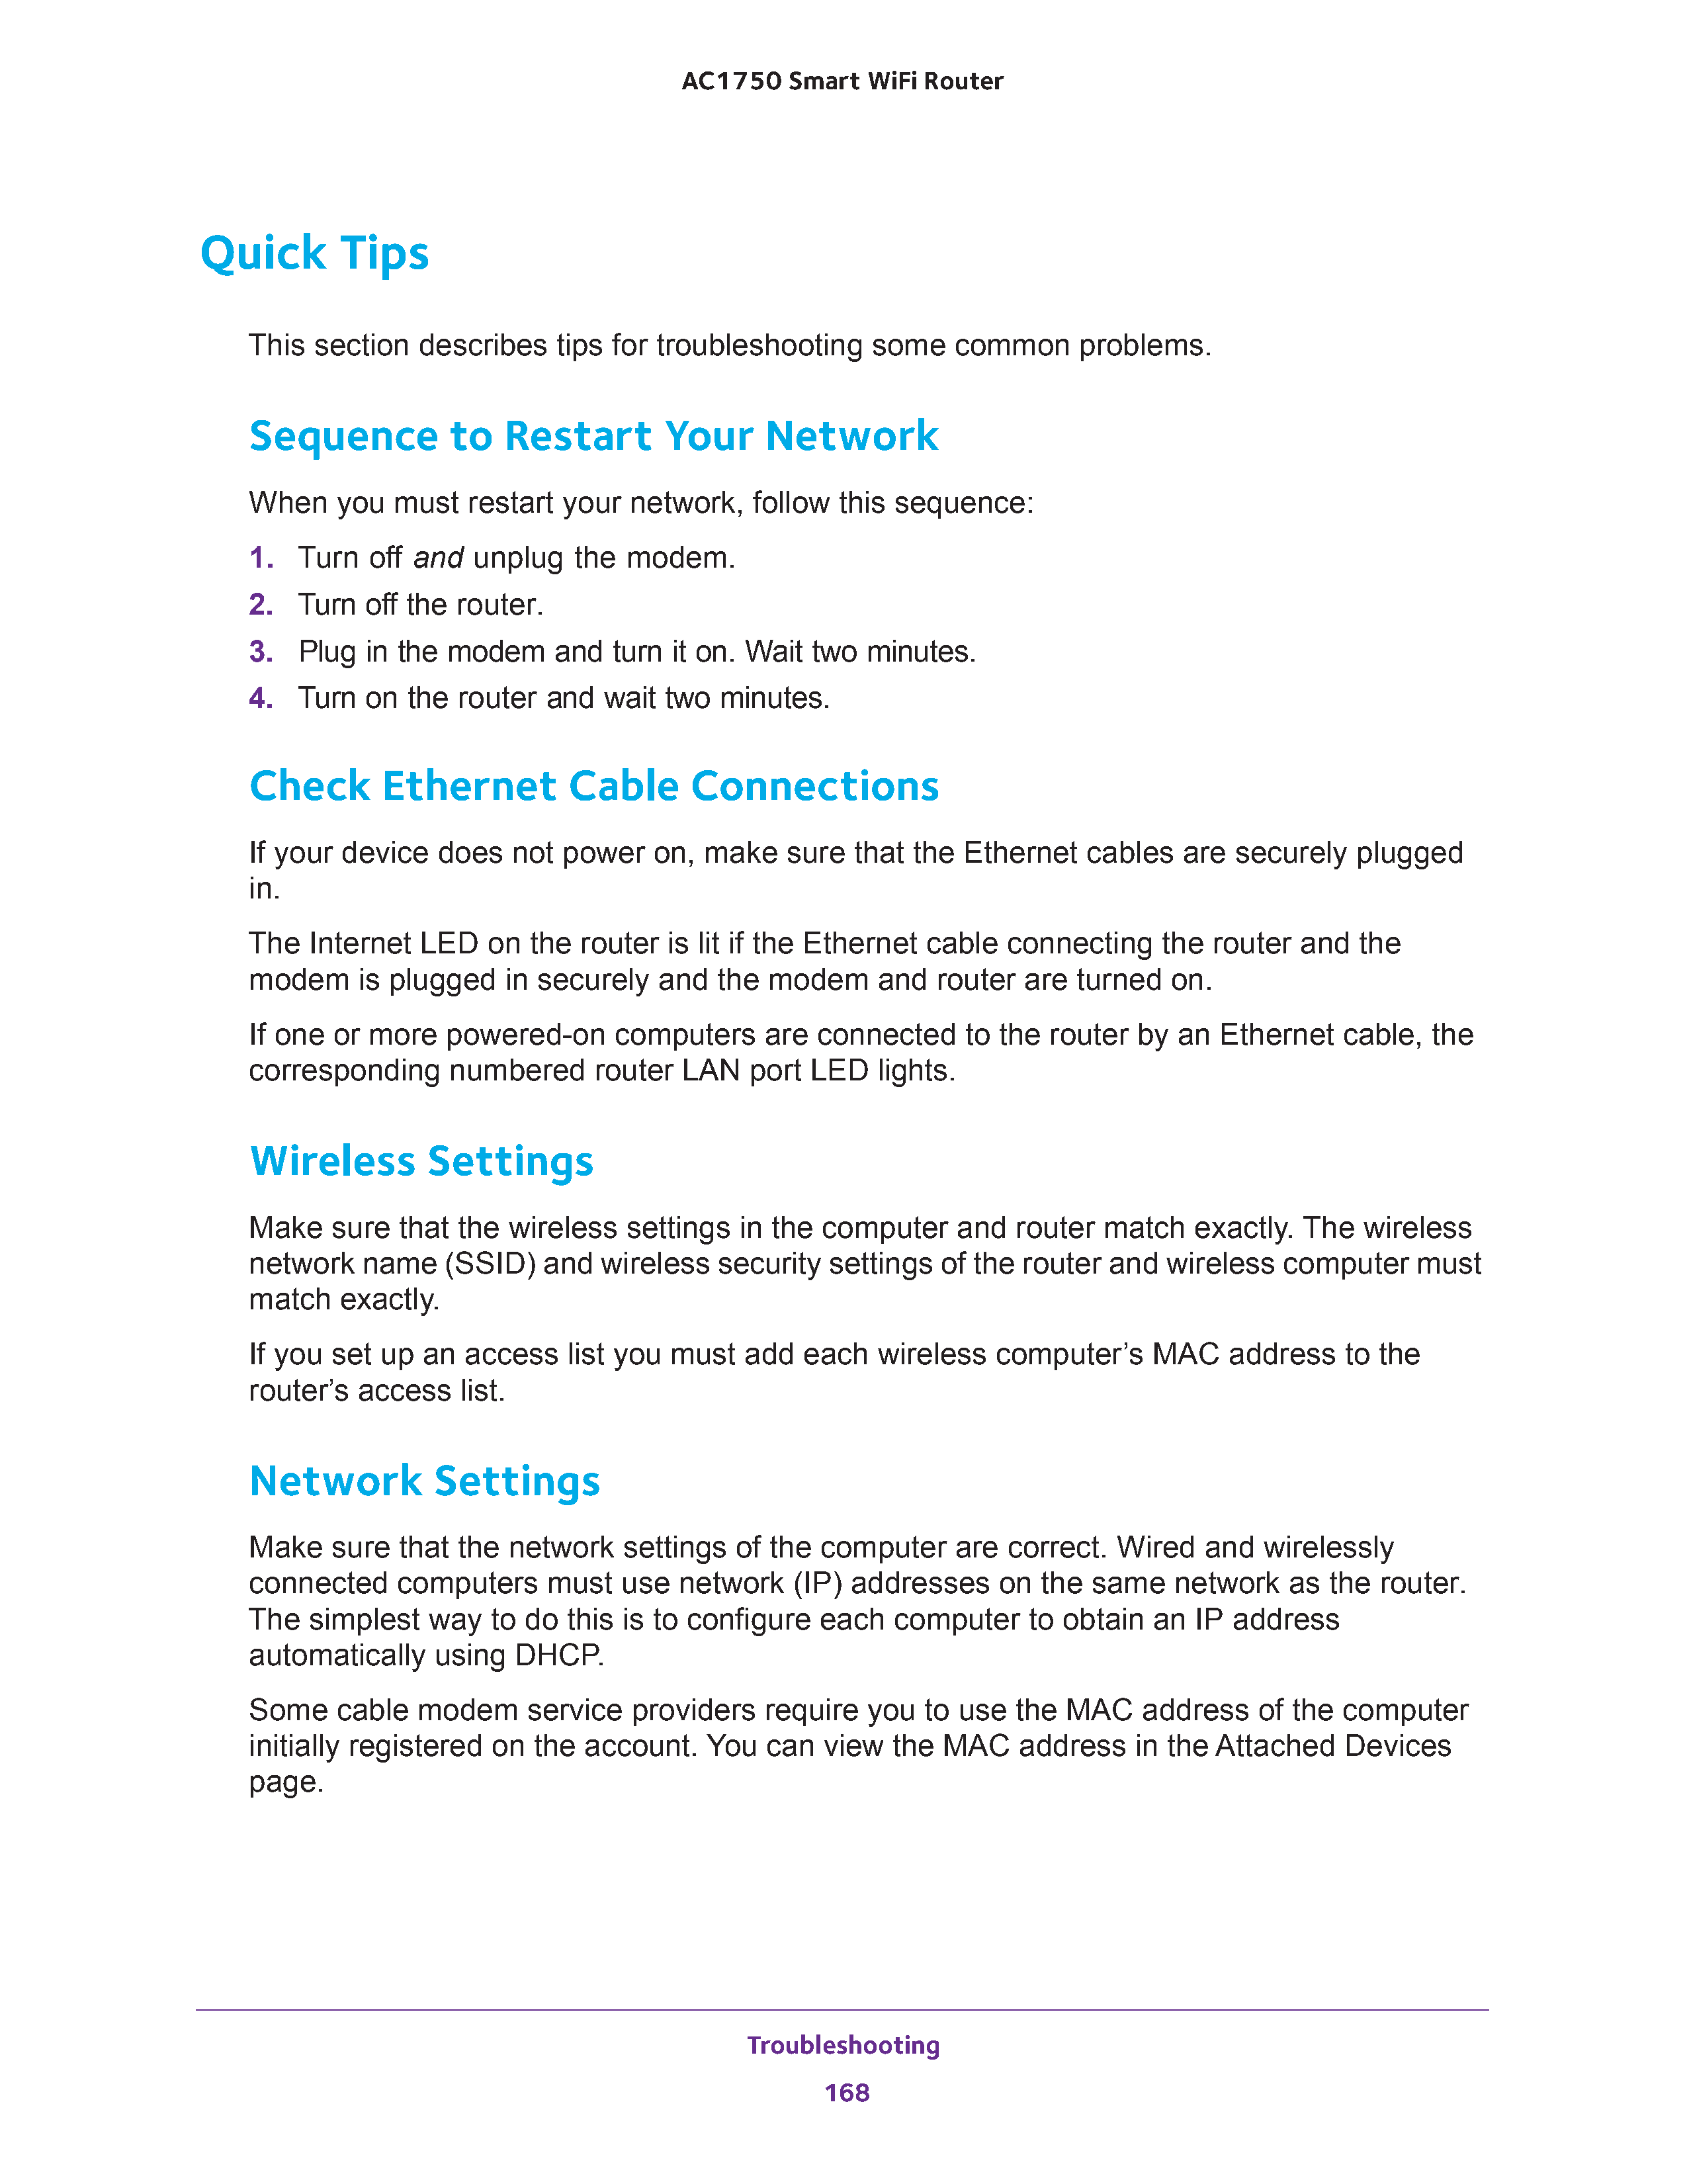 AC1750 Smart WiFi Router
Quick Tips
This section describes tips for troubleshooting some common problems.
Sequence to Restart Your Network
When you must restart your network, follow this sequence:
1. Turn off and unplug the modem.
2. Turn off the router.
3. Plug in the modem and turn it on. Wait two minutes.
4. Turn on the router and wait two minutes.
Check Ethernet Cable Connections
If your device does not power on, make sure that the Ethernet cables are securely plugged
in.
The Internet LED on the router is lit if the Ethernet cable connecting the router and the
modem is plugged in securely and the modem and router are turned on.
If one or more powered-on computers are connected to the router by an Ethernet cable, the
corresponding numbered router LAN port LED lights.
Wireless Settings
Make sure that the wireless settings in the computer and router match exactly. The wireless
network name (SSID) and wireless security settings of the router and wireless computer must
match exactly.
If you set up an access list you must add each wireless computer’s MAC address to the
router’s access list.
Network Settings
Make sure that the network settings of the computer are correct. Wired and wirelessly
connected computers must use network (IP) addresses on the same network as the router.
The simplest way to do this is to configure each computer to obtain an IP address
automatically using DHCP.
Some cable modem service providers require you to use the MAC address of the computer
initially registered on the account. You can view the MAC address in the Attached Devices
page.
Troubleshooting
168